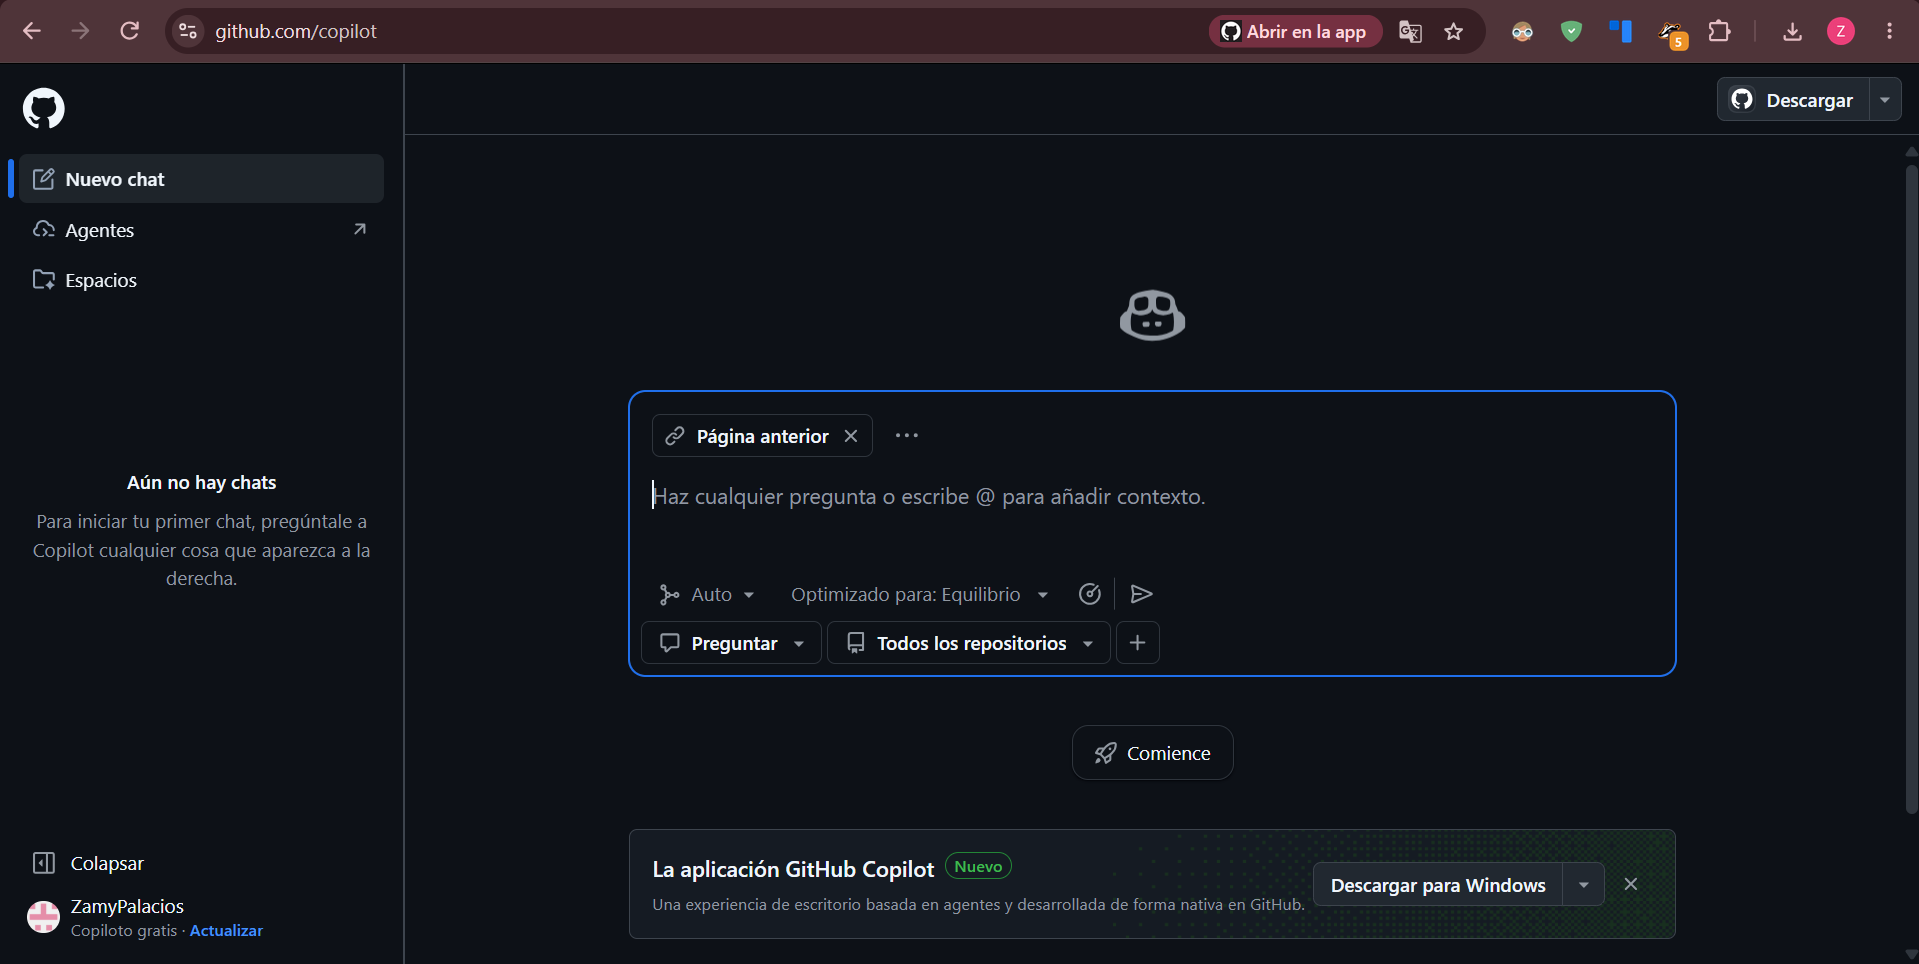 github.com/copilot
Abrir en la app
5
Z
Descargar
Nuevo chat
Agentes
Espacios
Aún no hay chats
Para iniciar tu primer chat, pregúntale a
Copilot cualquier cosa que aparezca a la
derecha.
Colapsar
ZamyPalacios
Copiloto gratis · Actualizar
Página anterior
Haz cualquier pregunta o escribe @ para añadir contexto.
Auto
Optimizado para: Equilibrio
Preguntar
Todos los repositorios
Comience
La aplicación GitHub Copilot Nuevo
Una experiencia de escritorio basada en agentes y desarrollada de forma nativa en GitHub.
Descargar para Windows